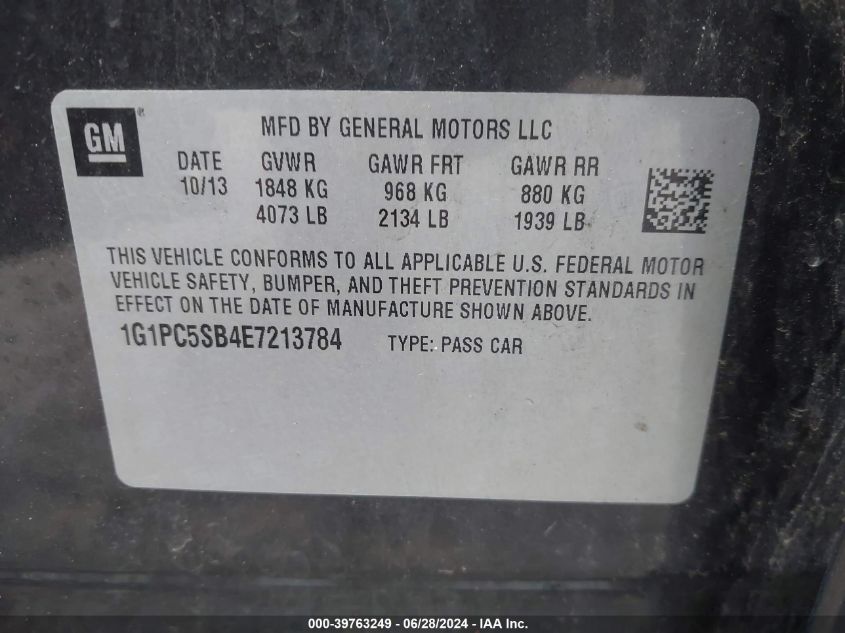 GM ®
MFD BY GENERAL MOTORS LLC
DATE GVWR GAWR FRT GAWR RR
10/13 1848 KG 968 KG 880 KG
4073 LB 2134 LB 1939 LB
THIS VEHICLE CONFORMS TO ALL APPLICABLE U.S. FEDERAL MOTOR
VEHICLE SAFETY, BUMPER, AND THEFT PREVENTION STANDARDS IN
EFFECT ON THE DATE OF MANUFACTURE SHOWN ABOVE.
1G1PC5SB4E7213784 TYPE: PASS CAR
000-39763249 - 06/28/2024 - IAA Inc.